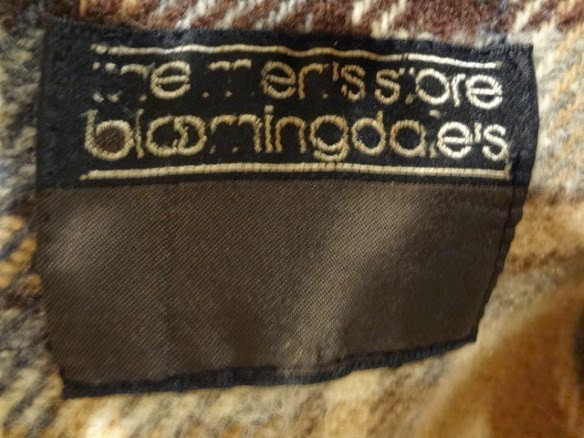 the men's store
bloomingdale's